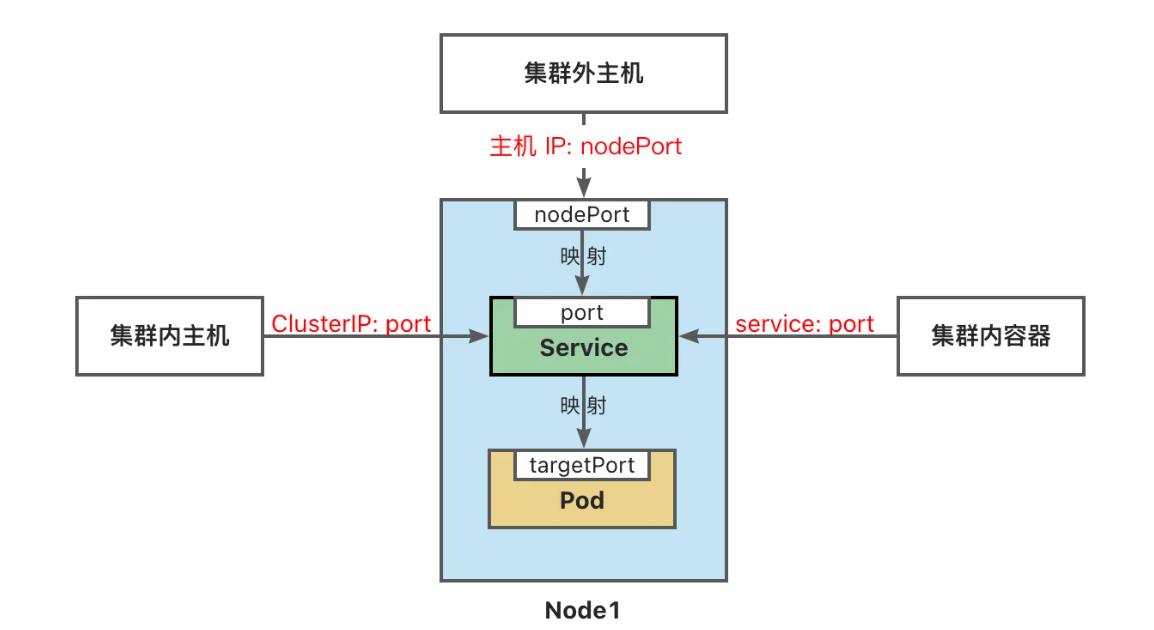 集群外主机
主机 IP: nodePort
nodePort
映射
集群内主机
ClusterIP: port
port
Service
service: port
集群内容器
映射
targetPort
Pod
Node1